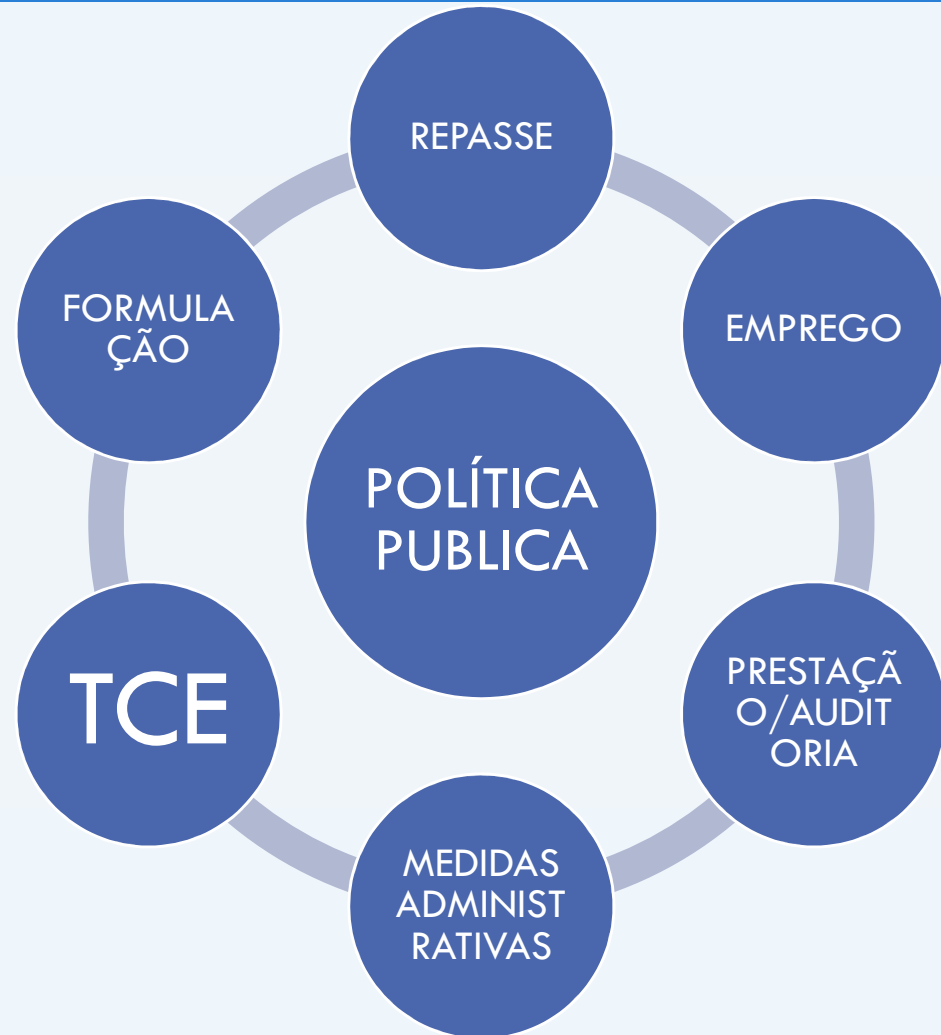 REPASSE
FORMULA
ÇÃO
EMPREGO
POLÍTICA
PUBLICA
TCE
PRESTAÇÃ
O/AUDIT
ORIA
MEDIDAS
ADMINIST
RATIVAS